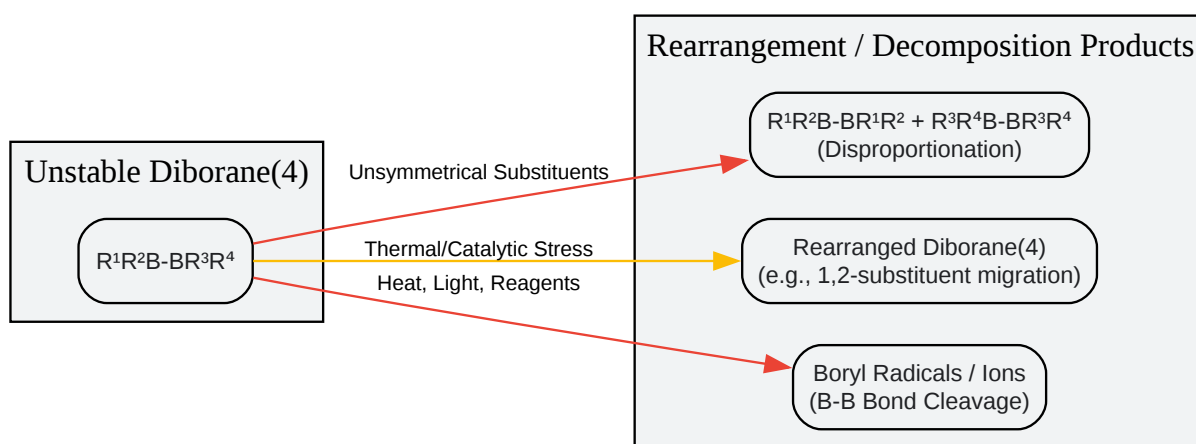 Rearrangement / Decomposition Products
R¹R²B-BR¹R² + R³R⁴B-BR³R⁴
(Disproportionation)
Unstable Diborane(4)
Unsymmetrical Substituents
R¹R²B-BR³R⁴
Thermal/Catalytic Stress
Rearranged Diborane(4)
(e.g., 1,2-substituent migration)
Heat, Light, Reagents
Boryl Radicals / Ions
(B-B Bond Cleavage)